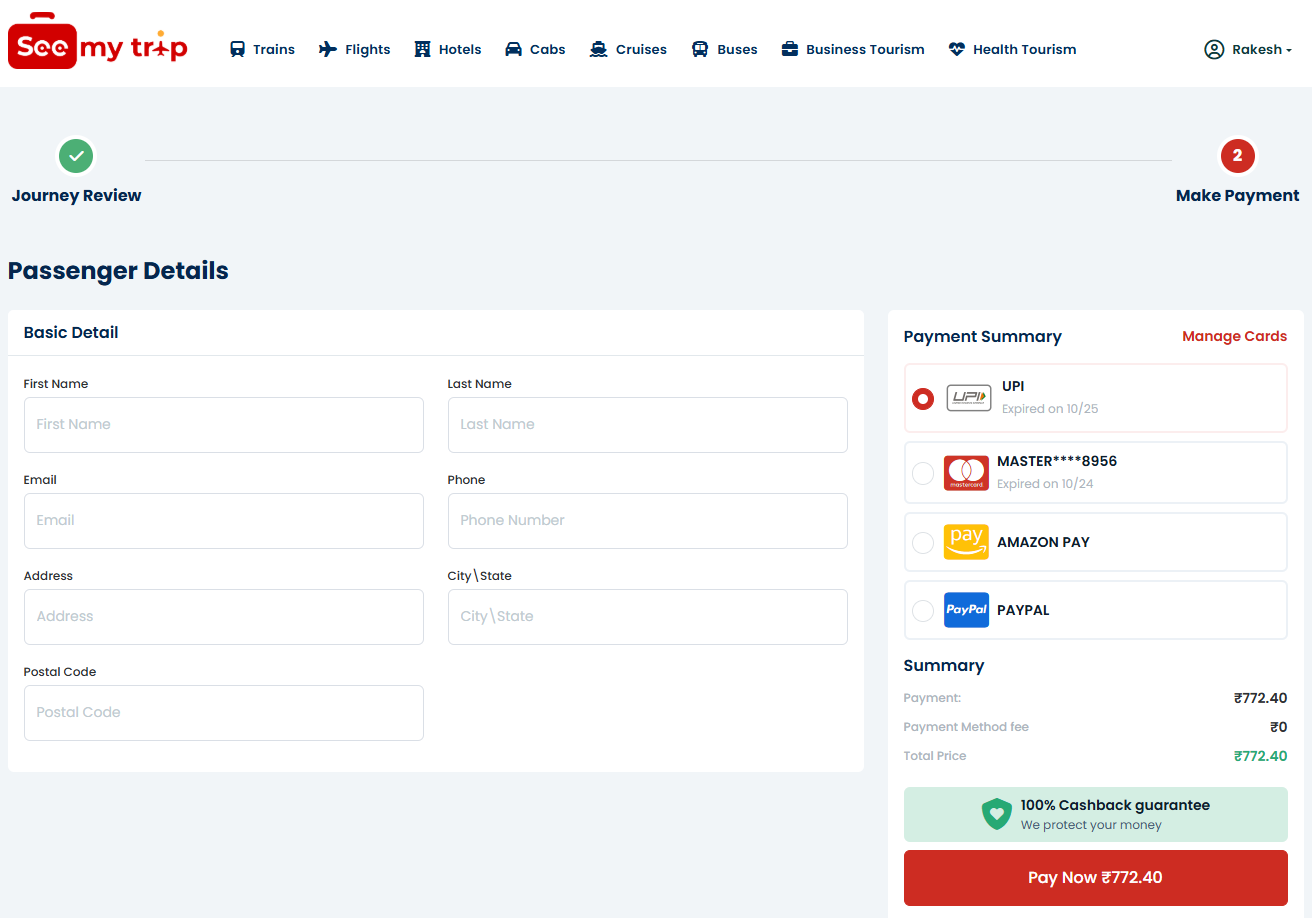 See my trip
Trains
Flights
Hotels
Cabs
Cruises
Buses
Business Tourism
Health Tourism
Rakesh
2
Journey Review
Make Payment
Passenger Details
Basic Detail
First Name
Last Name
First Name
Last Name
Email
Phone
Email
Phone Number
Address
City\State
Address
City\State
Postal Code
Postal Code
Payment Summary
Manage Cards
UPI
UPI
Expired on 10/25
mastercard
MASTER****8956
Expired on 10/24
pay
AMAZON PAY
PayPal
PAYPAL
Summary
Payment:
₹772.40
Payment Method fee
₹0
Total Price
₹772.40
100% Cashback guarantee
We protect your money
Pay Now ₹772.40